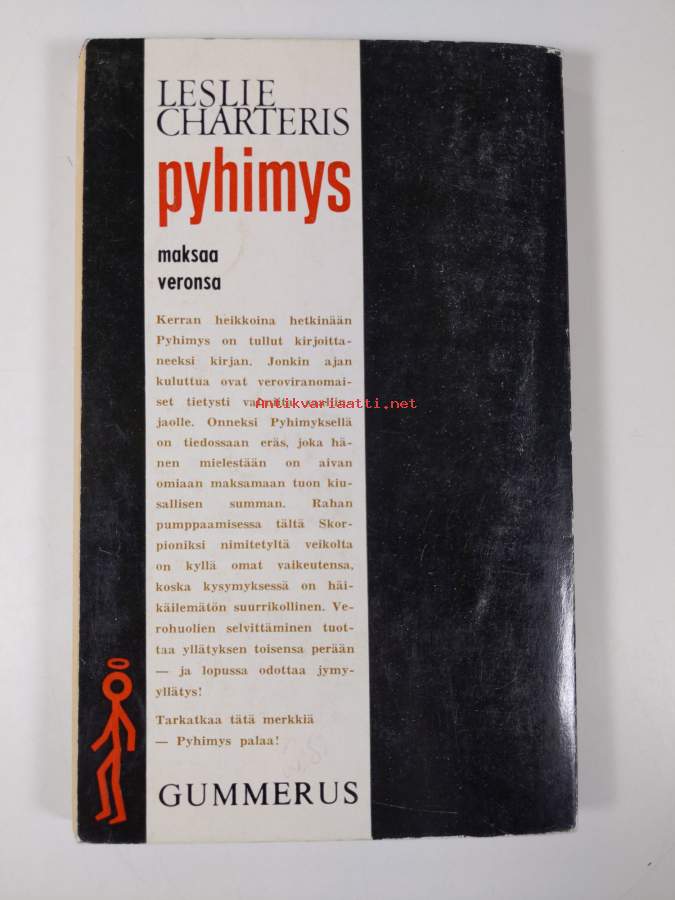 LESLIE
CHARTERIS
pyhimys
maksaa
veronsa
Kerran heikkoina hetkinään
Pyhimys on tullut kirjoitta-
neeksi kirjan. Jonkin ajan
kuluttua ovat veroviranomai-
set tietysti
Antikvariaatti.net
jaolle. Onneksi Pyhimyksellä
on tiedossaan eräs, joka hä-
nen mielestään on aivan
omiaan maksamaan tuon kiu-
sallisen summan. Rahan
pumppaamisessa tältä Skor-
pioniksi nimitetyltä veikolta
on kyllä omat vaikeutensa,
koska kysymyksessä on häi-
käilemätön suurrikollinen. Ve-
rohuolien selvittäminen tuot-
taa yllätyksen toisensa perään
— ja lopussa odottaa jymy-
yllätys!
Tarkatkaa tätä merkkiä
— Pyhimys palaa!
GUMMERUS